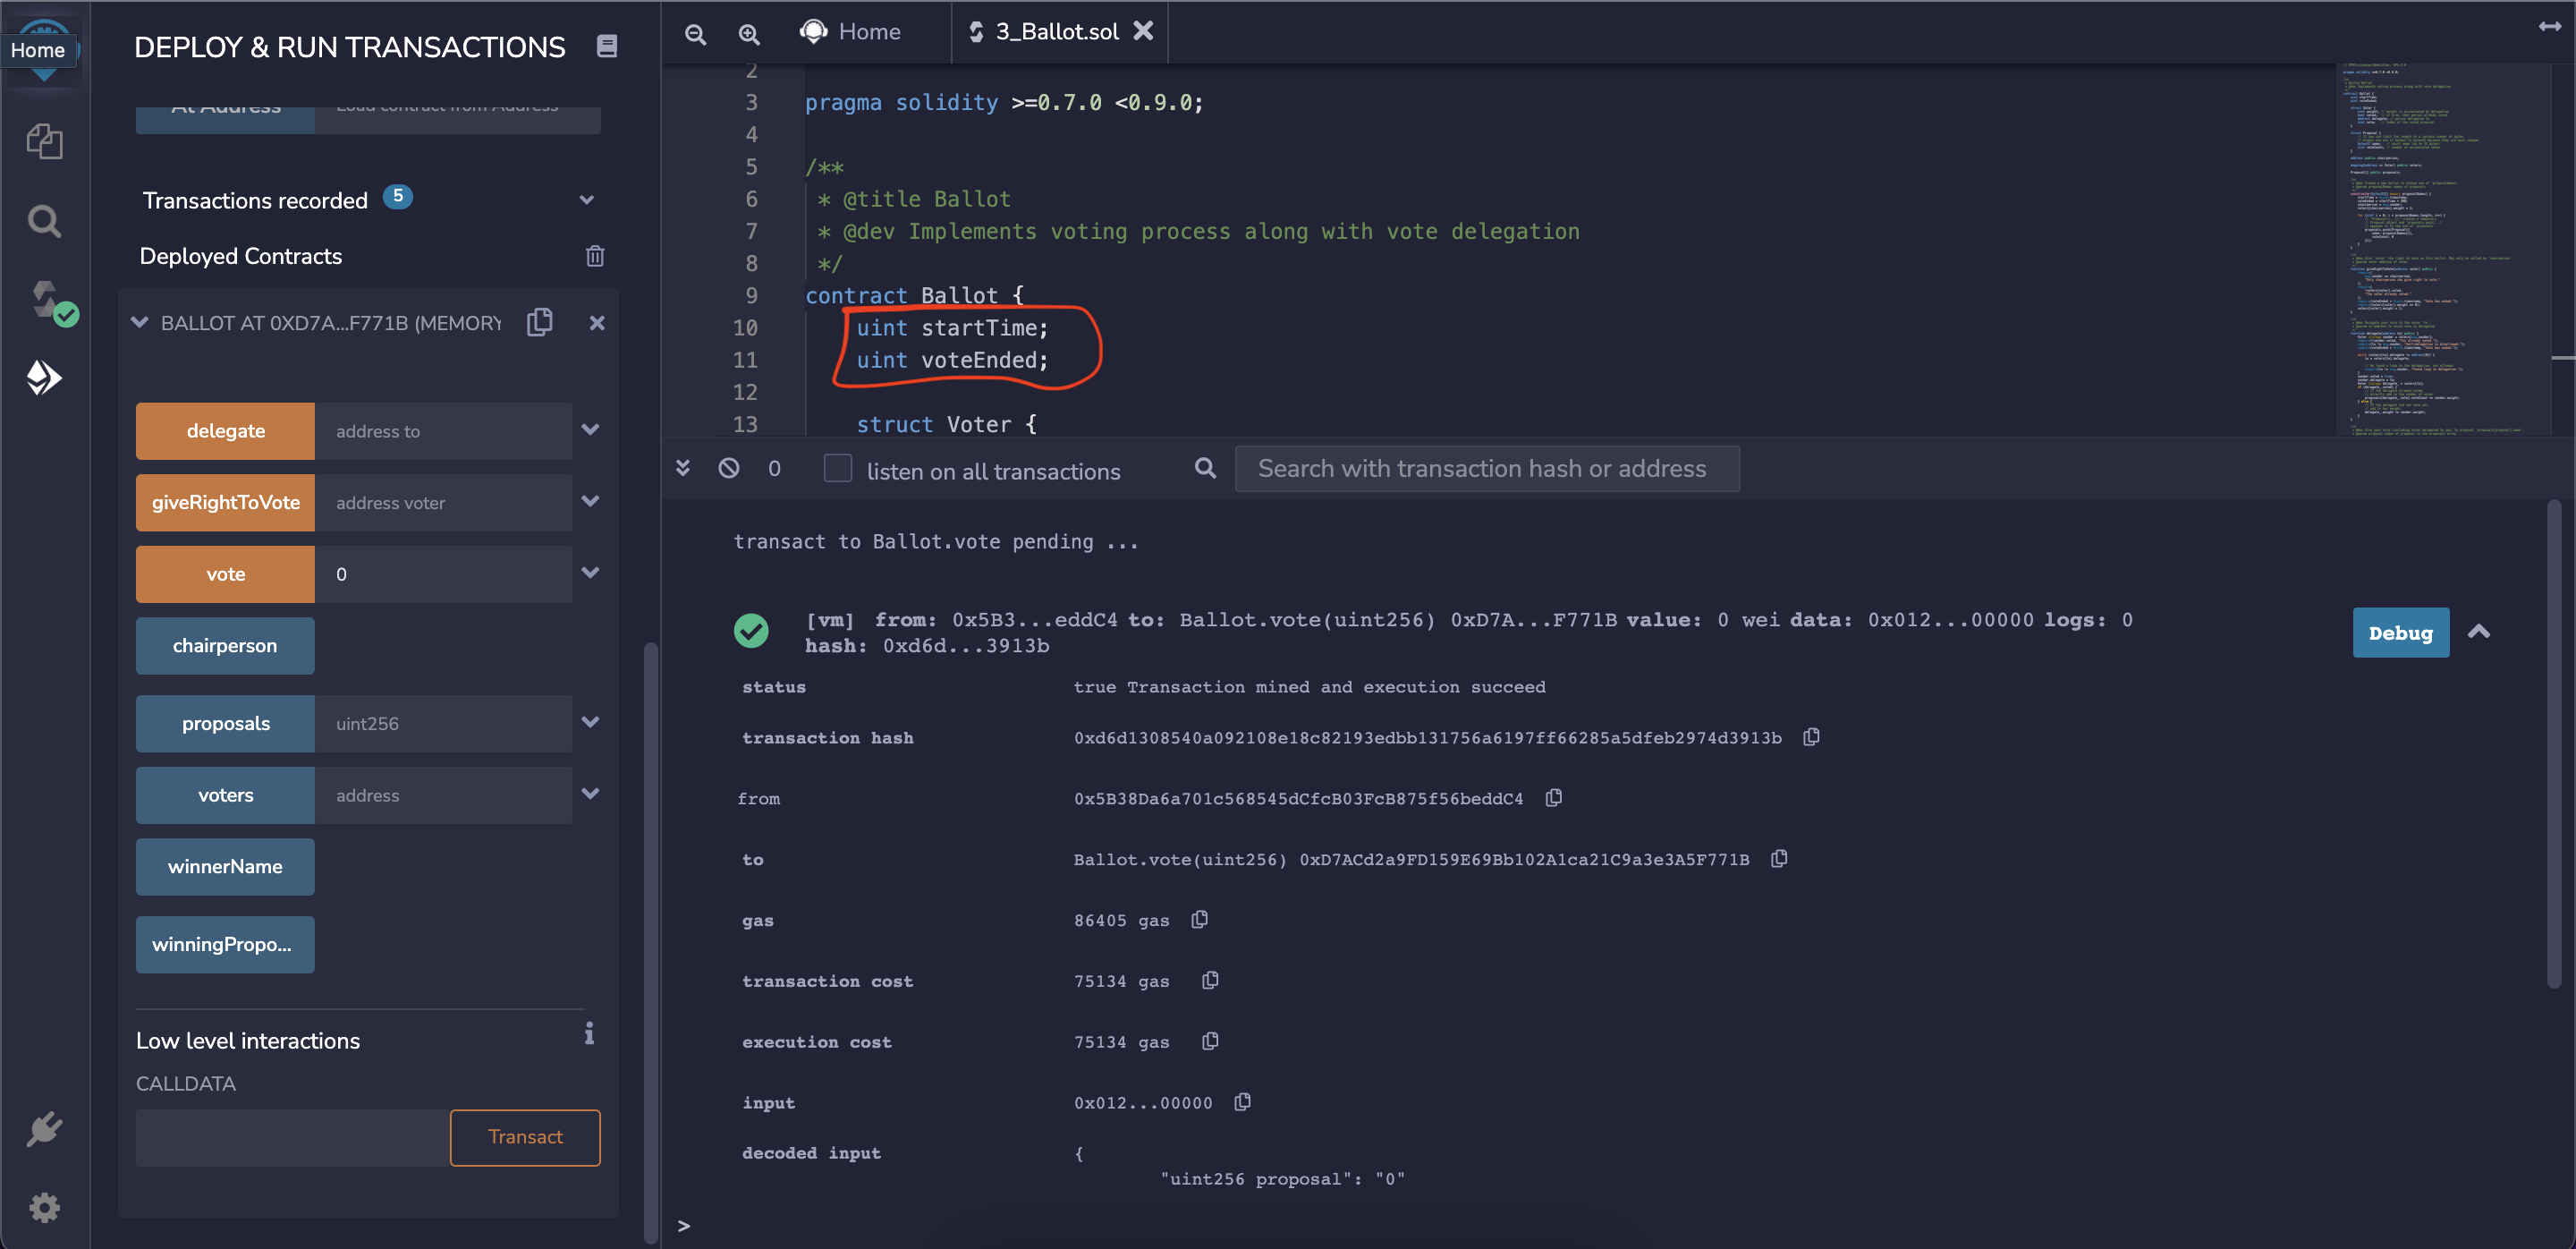 Home
DEPLOY & RUN TRANSACTIONS
At Address
Load contract from Address
Transactions recorded 5
Deployed Contracts
BALLOT AT 0XD7A...F771B (MEMORY
delegate address to
giveRightToVote address voter
vote 0
chairperson
proposals uint256
voters address
winnerName
winningPropo...
Low level interactions
i
CALLDATA
Transact
Home
3_Ballot.sol
2
3 pragma solidity >=0.7.0 <0.9.0;
4
5 /**
6 * @title Ballot
7 * @dev Implements voting process along with vote delegation
8 */
9 contract Ballot {
10 uint startTime;
11 uint voteEnded;
12
13 struct Voter {
0 listen on all transactions Search with transaction hash or address
transact to Ballot.vote pending ...
[vm] from: 0x5B3...eddC4 to: Ballot.vote(uint256) 0xD7A...F771B value: 0 wei data: 0x012...00000 logs: 0
hash: 0xd6d...3913b
Debug
status true Transaction mined and execution succeed
transaction hash 0xd6d1308540a092108e18c82193edbb131756a6197ff66285a5dfeb2974d3913b
from 0x5B38Da6a701c568545dCfcB03FcB875f56beddC4
to Ballot.vote(uint256) 0xD7ACd2a9FD159E69Bb102A1ca21C9a3e3A5F771B
gas 86405 gas
transaction cost 75134 gas
execution cost 75134 gas
input 0x012...00000
decoded input {
"uint256 proposal": "0"
>